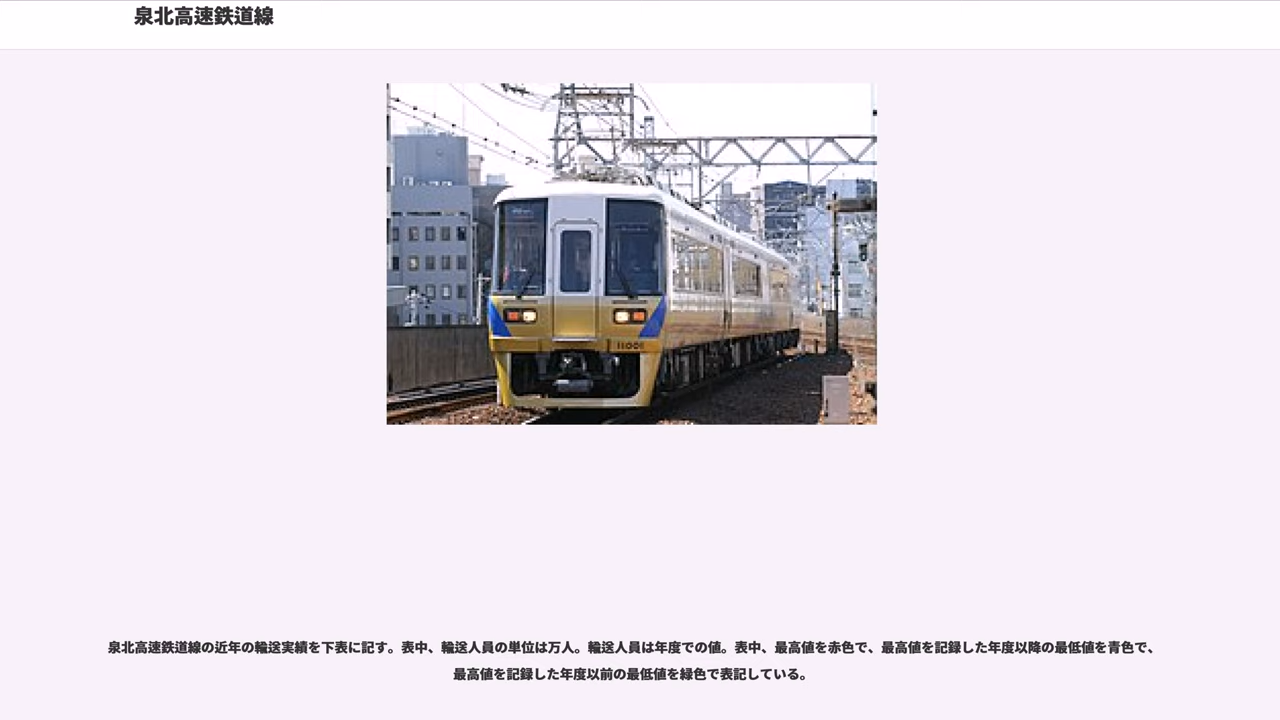 泉北高速鉄道線
11001
泉北高速鉄道線の近年の輸送実績を下表に記す。表中、輸送人員の単位は万人。輸送人員は年度での値。表中、最高値を赤色で、最高値を記録した年度以降の最低値を青色で、
最高値を記録した年度以前の最低値を緑色で表記している。